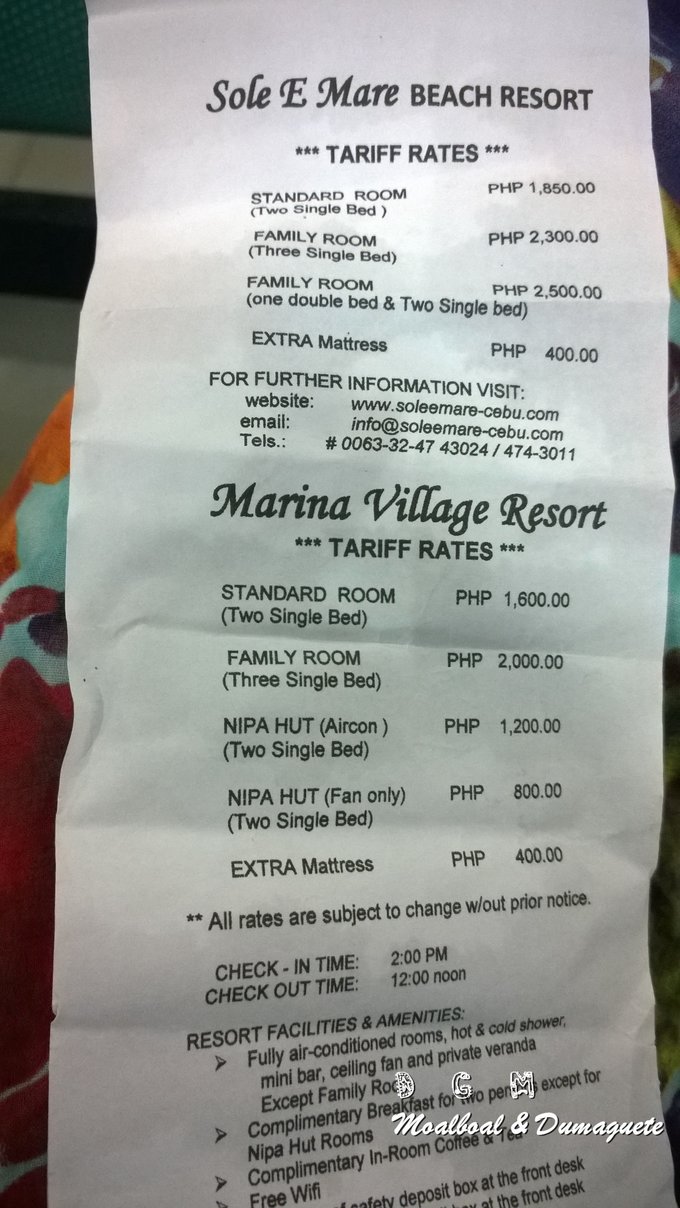 Sole E Mare BEACH RESORT
*** TARIFF RATES ***
STANDARD ROOM PHP 1,850.00
(Two Single Bed )
FAMILY ROOM PHP 2,300.00
(Three Single Bed)
FAMILY ROOM PHP 2,500.00
(one double bed & Two Single bed)
EXTRA Mattress PHP 400.00
FOR FURTHER INFORMATION VISIT:
website: www.soleemare-cebu.com
email: info@soleemare-cebu.com
Tels.: # 0063-32-47 43024 / 474-3011
Marina Village Resort
*** TARIFF RATES ***
STANDARD ROOM PHP 1,600.00
(Two Single Bed)
FAMILY ROOM PHP 2,000.00
(Three Single Bed)
NIPA HUT (Aircon ) PHP 1,200.00
(Two Single Bed)
NIPA HUT (Fan only) PHP 800.00
(Two Single Bed)
EXTRA Mattress PHP 400.00
** All rates are subject to change w/out prior notice.
CHECK - IN TIME: 2:00 PM
CHECK OUT TIME: 12:00 noon
RESORT FACILITIES & AMENITIES:
➢ Fully air-conditioned rooms, hot & cold shower,
mini bar, ceiling fan and private veranda
Except Family
➢ Complimentary Breakfast for two except for
Nipa Hut Rooms
➢ Complimentary In-Room Coffee & Tea
➢ Free Wifi
safety deposit box at the front desk
box at the front desk
D G M
Moalboal & Dumaguete